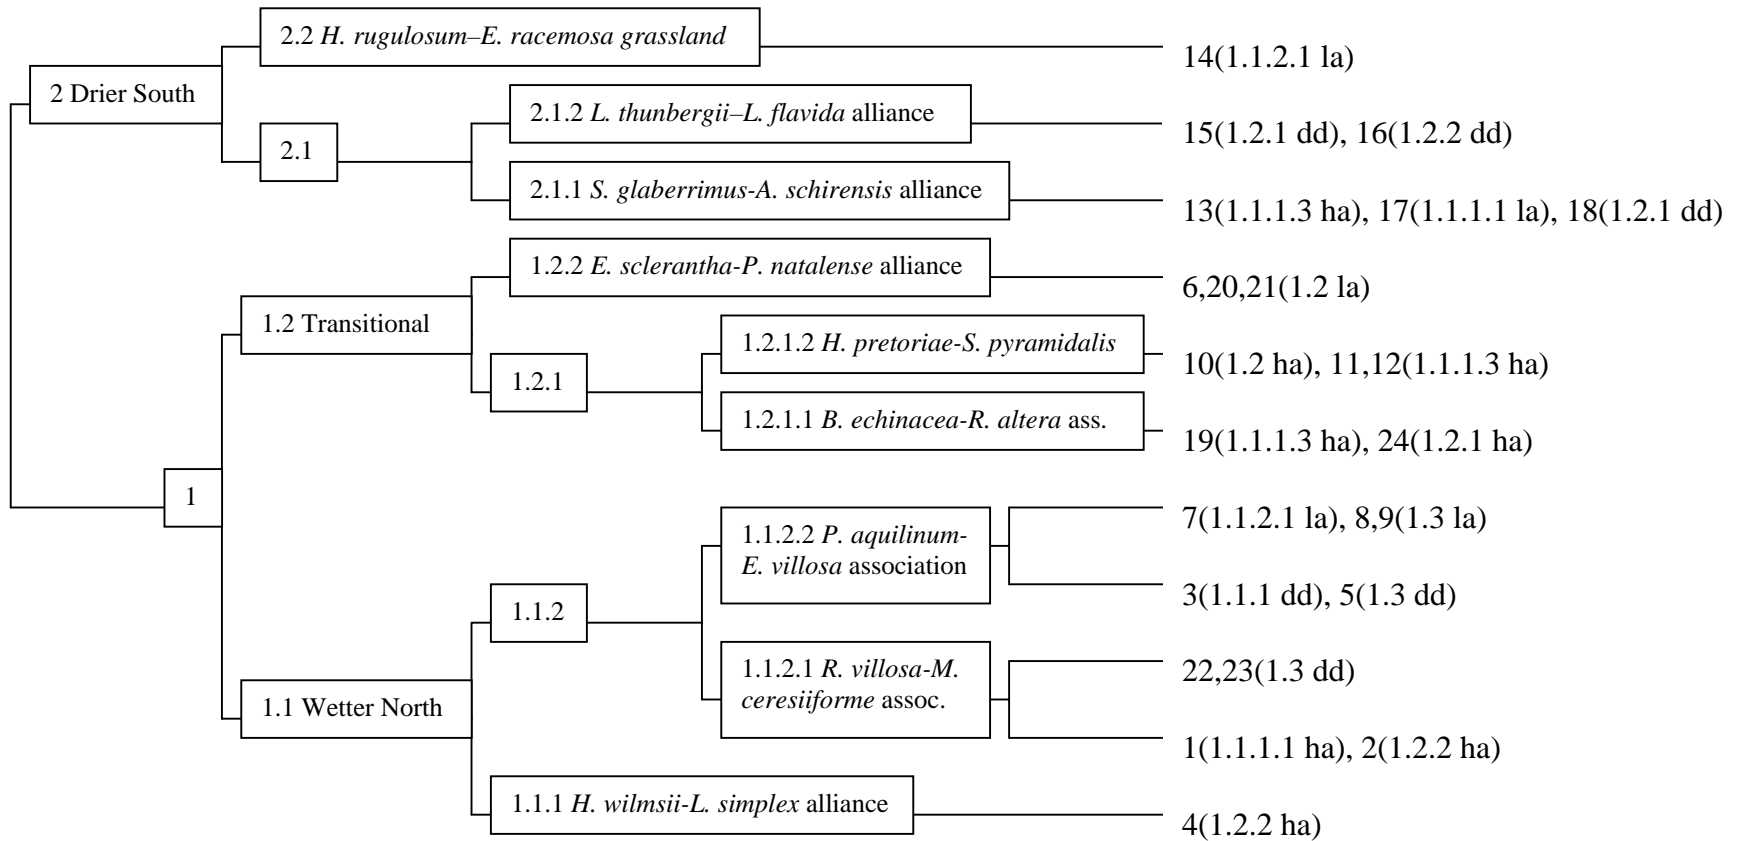 2.2 H. rugulosum–E. racemosa grassland
14(1.1.2.1 la)
2 Drier South
2.1.2 L. thunbergii–L. flavida alliance
15(1.2.1 dd), 16(1.2.2 dd)
2.1
2.1.1 S. glaberrimus-A. schirensis alliance
13(1.1.1.3 ha), 17(1.1.1.1 la), 18(1.2.1 dd)
1.2.2 E. sclerantha-P. natalense alliance
6,20,21(1.2 la)
1.2 Transitional
1.2.1.2 H. pretoriae-S. pyramidalis
10(1.2 ha), 11,12(1.1.1.3 ha)
1.2.1
1.2.1.1 B. echinacea-R. altera ass.
19(1.1.1.3 ha), 24(1.2.1 ha)
1
7(1.1.2.1 la), 8,9(1.3 la)
1.1.2.2 P. aquilinum-
E. villosa association
3(1.1.1 dd), 5(1.3 dd)
1.1.2
22,23(1.3 dd)
1.1.2.1 R. villosa-M.
ceresiiforme assoc.
1.1 Wetter North
1(1.1.1.1 ha), 2(1.2.2 ha)
1.1.1 H. wilmsii-L. simplex alliance
4(1.2.2 ha)